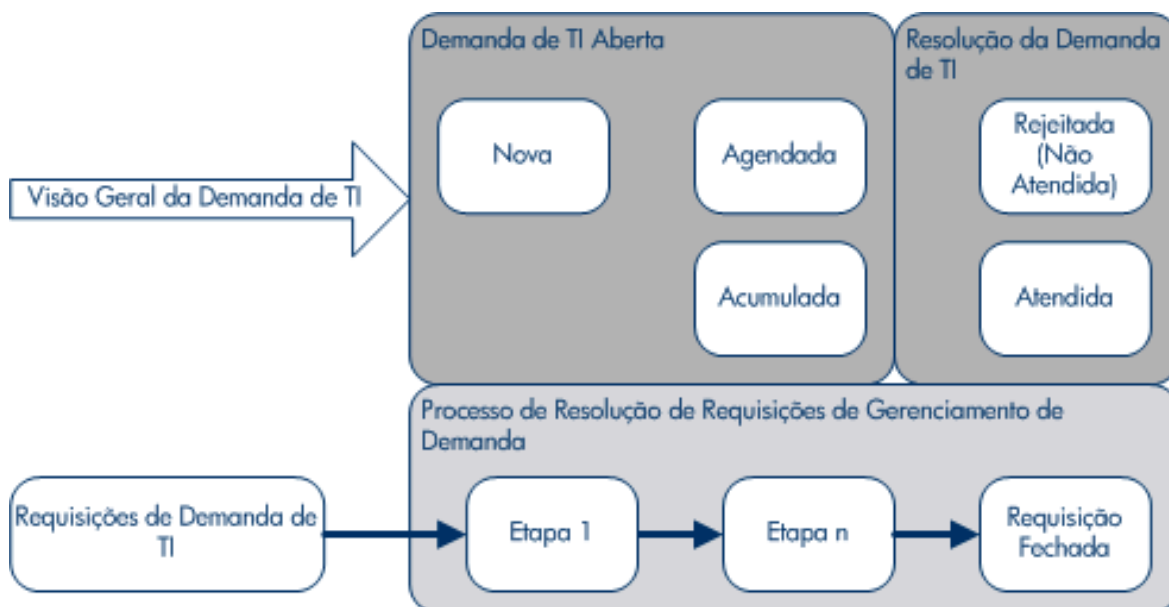 Demanda de TI Aberta
Resolução da Demanda
de TI
Nova
Agendada
Rejeitada
(Não
Atendida)
Visão Geral da Demanda de TI
Acumulada
Atendida
Processo de Resolução de Requisições de Gerenciamento de
Demanda
Requisições de Demanda de
TI
Etapa 1
Etapa n
Requisição
Fechada